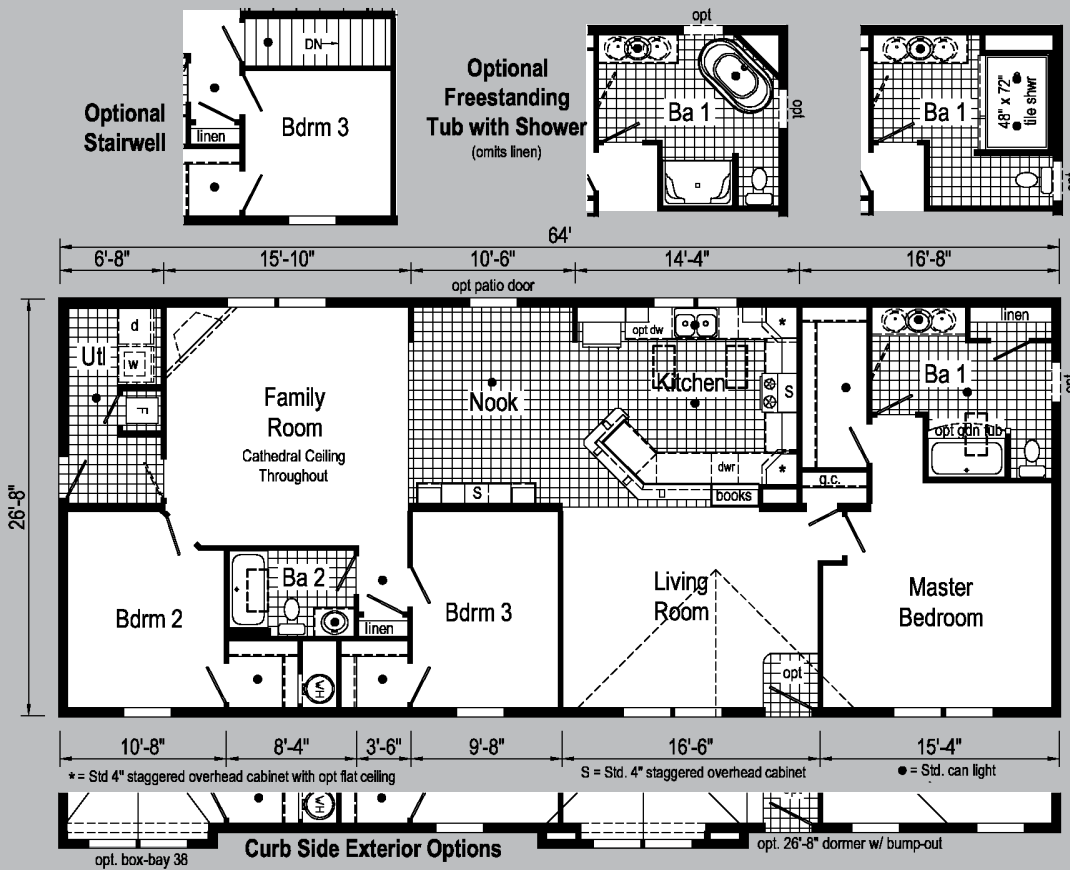 opt
DN
Optional
Freestanding
Tub with Shower
(omits linen)
opt
Optional
Stairwell
linen
Bdrm 3
Ba 1
Ba 1
48" x 72"
tile shwr
opt
64'
6'-8"
15'-10"
10'-6"
14'-4"
16'-8"
opt patio door
d
w
Utl
F
Family
Room
Cathedral Ceiling
Throughout
Nook
opt dw
*
Kitchen
S
dwr
*
books
S
linen
Ba 1
opt
opt gdn tub
g.c.
26'-8"
Bdrm 2
Ba 2
linen
WH
Bdrm 3
Living
Room
opt
Master
Bedroom
10'-8"
8'-4"
3'-6"
9'-8"
16'-6"
15'-4"
* = Std 4" staggered overhead cabinet with opt flat ceiling
S = Std. 4" staggered overhead cabinet
● = Std. can light
WH
opt. box-bay 38
Curb Side Exterior Options
opt. 26'-8" dormer w/ bump-out